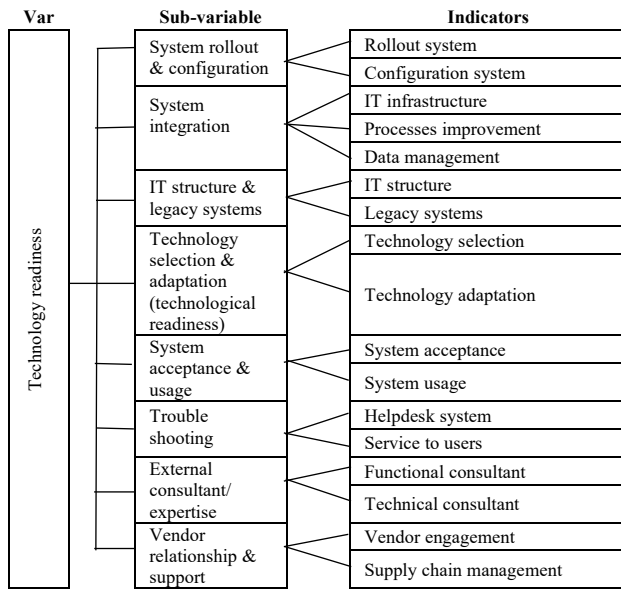 Var
Sub-variable
Indicators
Technology readiness
System rollout
& configuration
Rollout system
Configuration system
System
integration
IT infrastructure
Processes improvement
Data management
IT structure &
legacy systems
IT structure
Legacy systems
Technology
selection &
adaptation
(technological
readiness)
Technology selection
Technology adaptation
System
acceptance &
usage
System acceptance
System usage
Trouble
shooting
Helpdesk system
Service to users
External
consultant/
expertise
Functional consultant
Technical consultant
Vendor
relationship &
support
Vendor engagement
Supply chain management